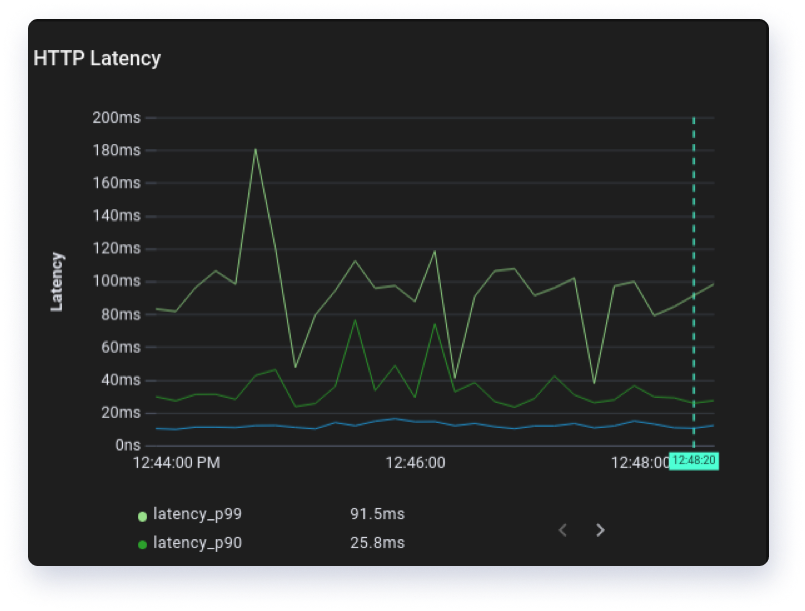 HTTP Latency
200ms
180ms
160ms
140ms
120ms
100ms
80ms
60ms
40ms
20ms
0ns
Latency
12:44:00 PM 12:46:00 12:48:00 12:48:20
latency_p99 91.5ms
latency_p90 25.8ms